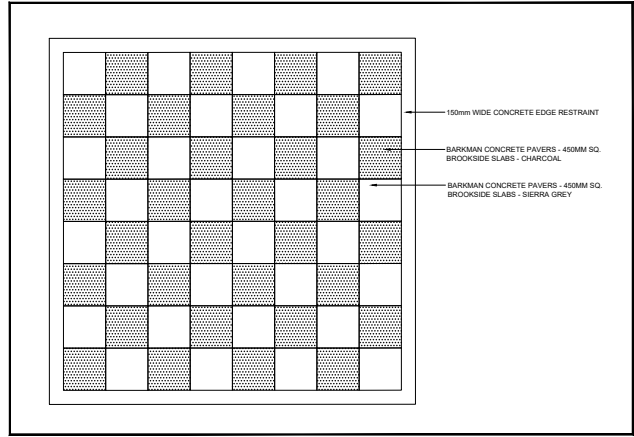 150mm WIDE CONCRETE EDGE RESTRAINT
BARKMAN CONCRETE PAVERS - 450MM SQ.
BROOKSIDE SLABS - CHARCOAL
BARKMAN CONCRETE PAVERS - 450MM SQ.
BROOKSIDE SLABS - SIERRA GREY